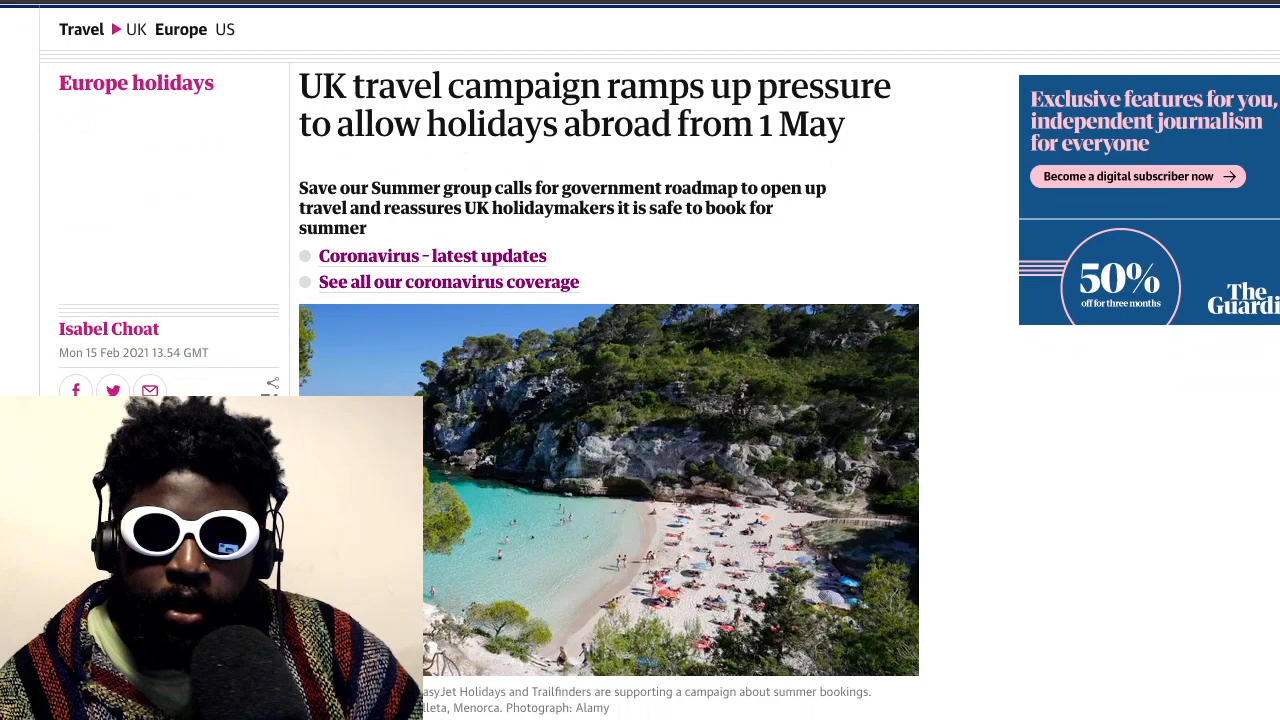 Travel UK Europe US
Europe holidays
UK travel campaign ramps up pressure
to allow holidays abroad from 1 May
Save our Summer group calls for government roadmap to open up
travel and reassures UK holidaymakers it is safe to book for
summer
Coronavirus – latest updates
See all our coronavirus coverage
Isabel Choat
Mon 15 Feb 2021 13.54 GMT
asyJet Holidays and Trailfinders are supporting a campaign about summer bookings.
lleta, Menorca. Photograph: Alamy
Exclusive features for you,
independent journalism
for everyone
Become a digital subscriber now
50%
off for three months
The
Guardi